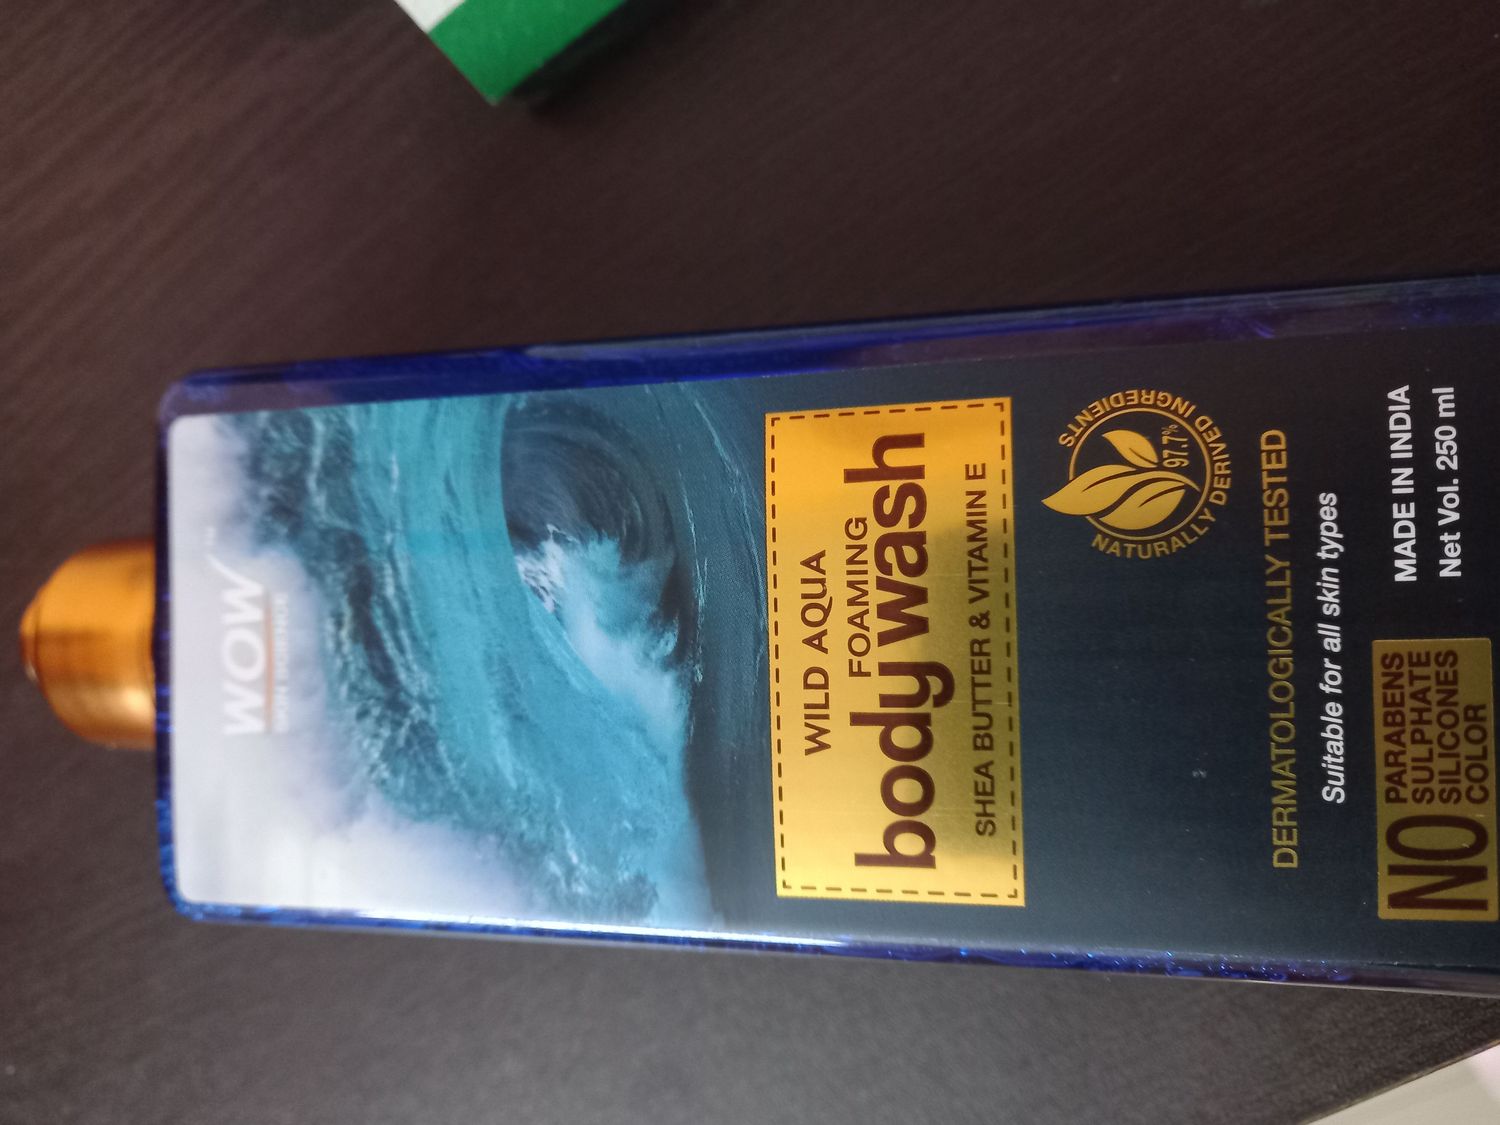 WOW
SKIN SCIENCE
WILD AQUA
FOAMING
body wash
SHEA BUTTER & VITAMIN E
97.7%
NATURALLY DERIVED INGREDIENTS
DERMATOLOGICALLY TESTED
Suitable for all skin types
NO
PARABENS
SULPHATE
SILICONES
COLOR
MADE IN INDIA
Net Vol. 250 ml